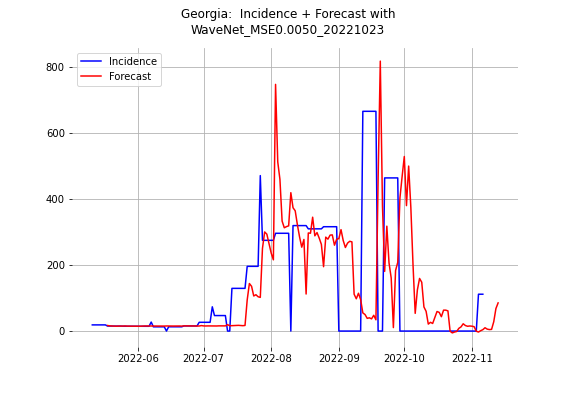 Georgia:  Incidence + Forecast with
WaveNet_MSE0.0050_20221023
Incidence
Forecast
800
600
400
200
0
2022-06 2022-07 2022-08 2022-09 2022-10 2022-11